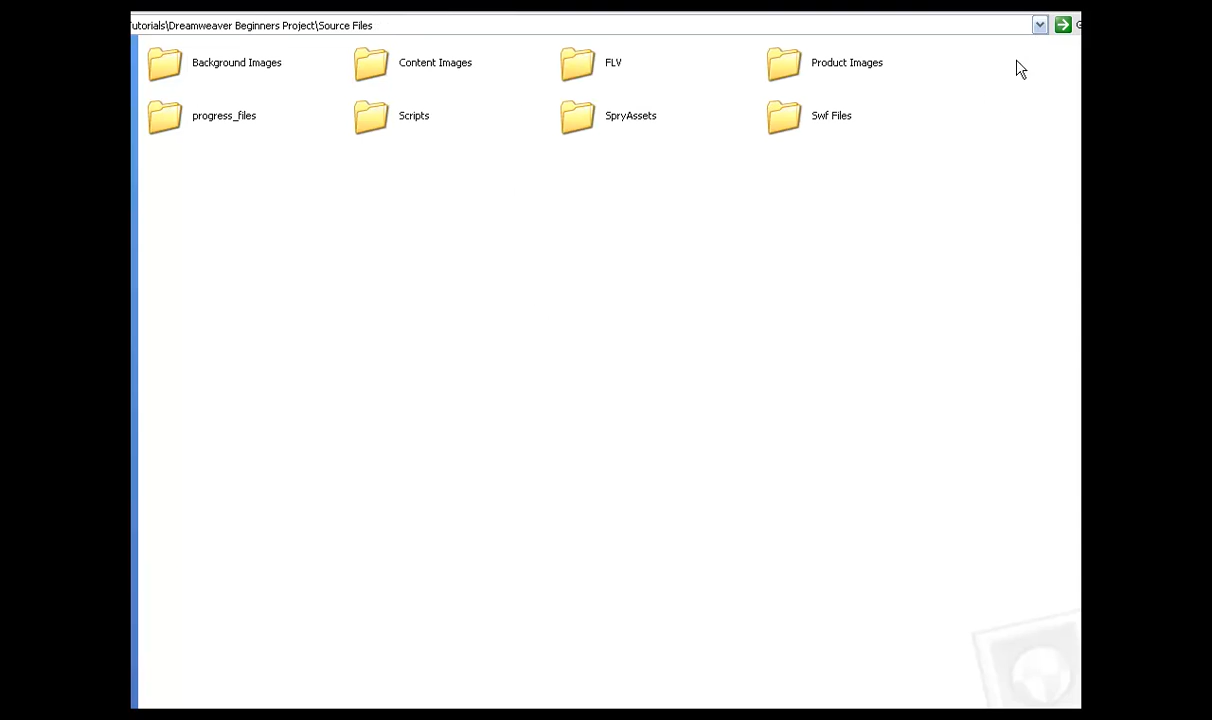 utorials\Dreamweaver Beginners Project\Source Files
Background Images
Content Images
FLV
Product Images
progress_files
Scripts
SpryAssets
Swf Files